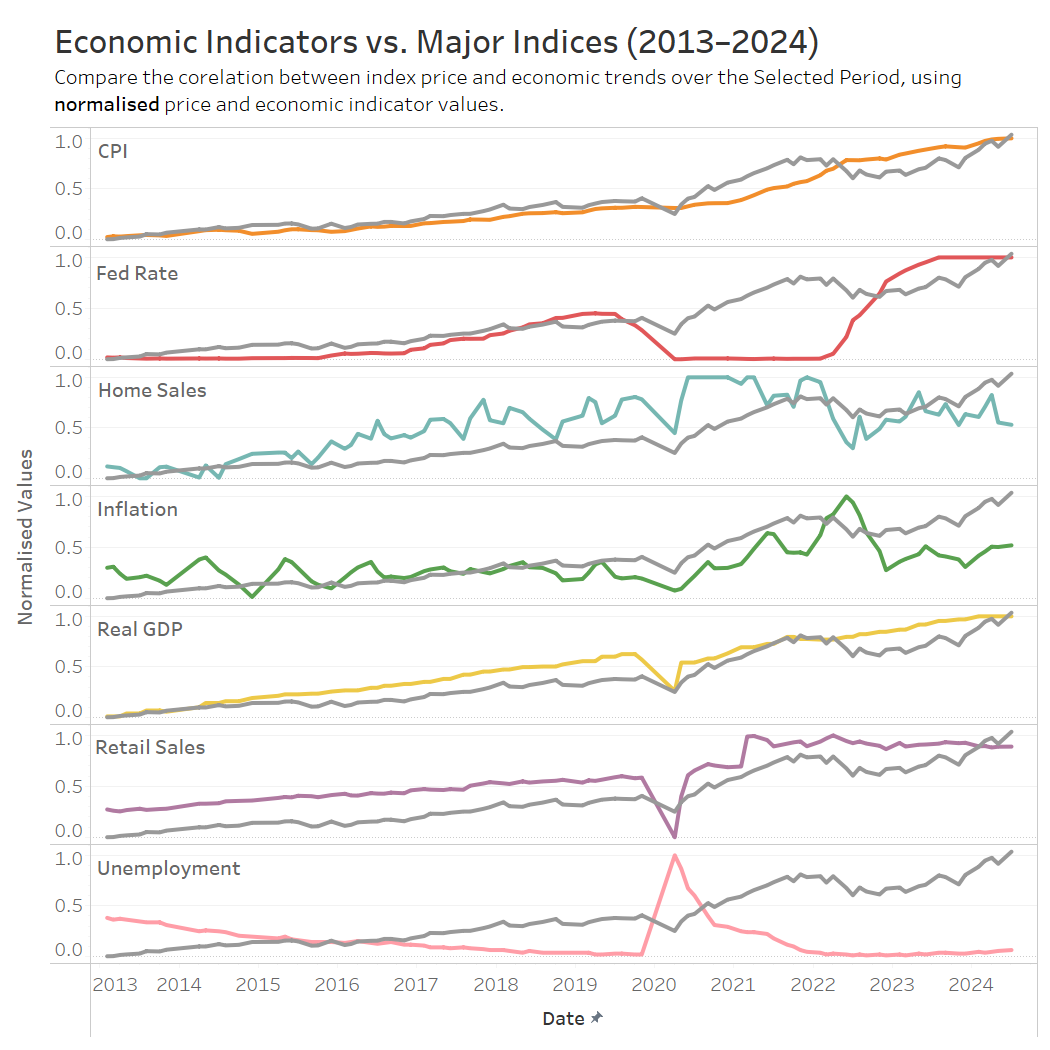 Economic Indicators vs. Major Indices (2013–2024)
Compare the corelation between index price and economic trends over the Selected Period, using
normalised price and economic indicator values.
1.0
CPI
0.5
0.0
1.0
Fed Rate
0.5
0.0
1.0
Home Sales
0.5
0.0
1.0
Inflation
0.5
0.0
1.0
Real GDP
0.5
0.0
1.0
Retail Sales
0.5
0.0
1.0
Unemployment
0.5
0.0
Normalised Values
2013 2014 2015 2016 2017 2018 2019 2020 2021 2022 2023 2024
Date